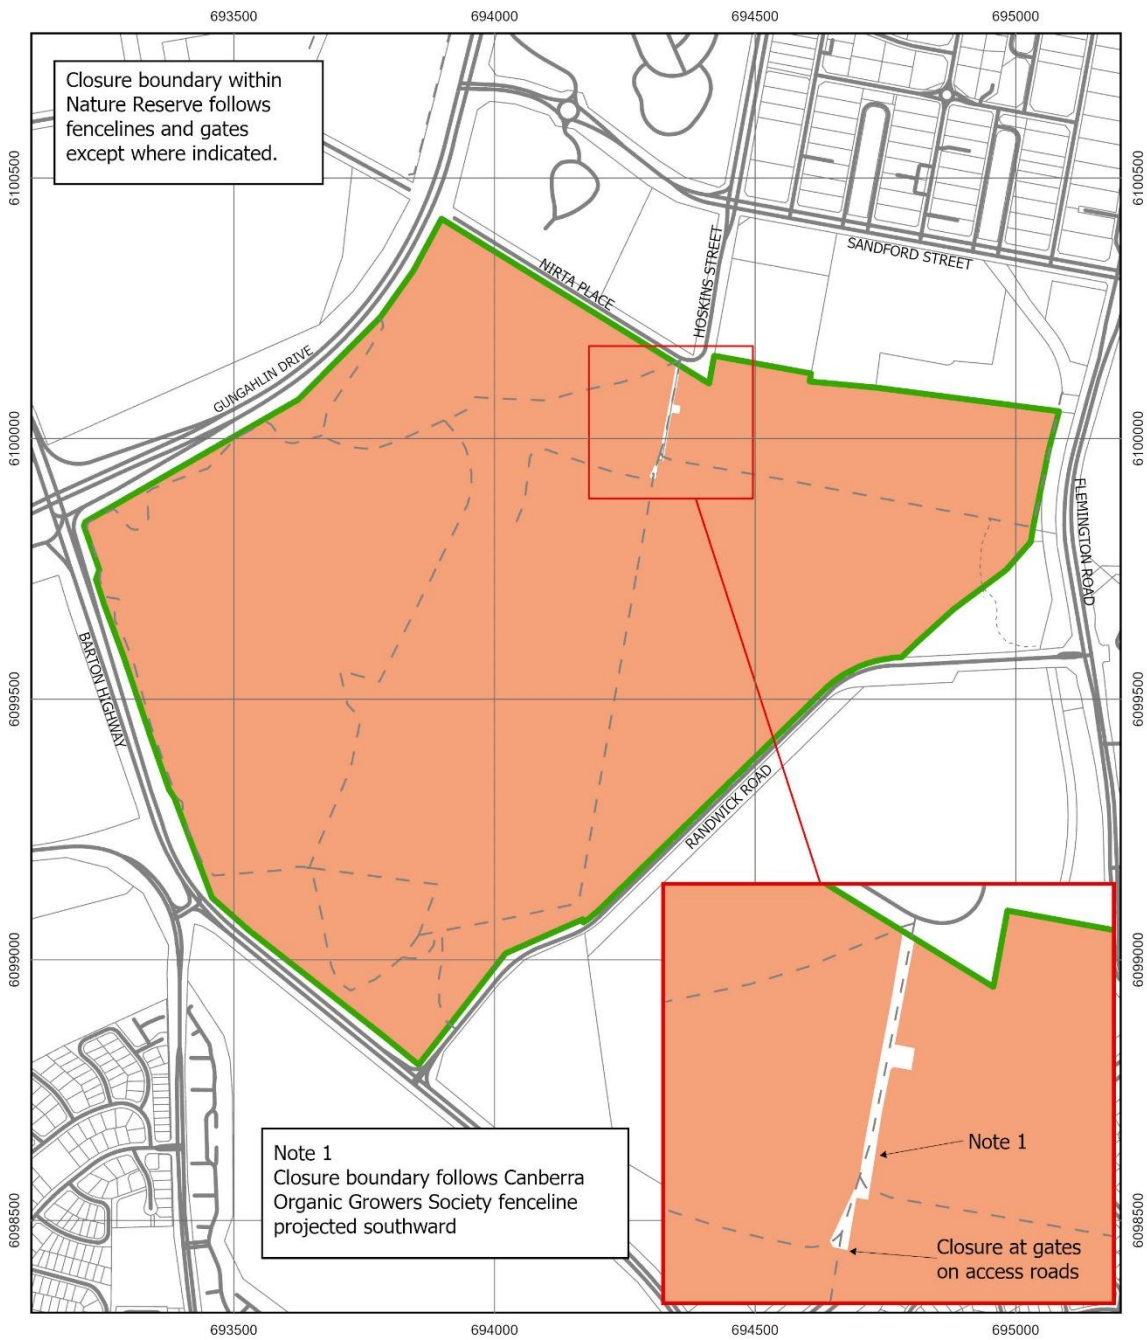 693500
694000
694500
695000
Closure boundary within
Nature Reserve follows
fencelines and gates
except where indicated.
6100500
6100500
SANDFORD STREET
HOSKINS STREET
NIRTA PLACE
GUNGAHLIN DRIVE
6100000
6100000
FLEMINGTON ROAD
BARTON HIGHWAY
6099500
6099500
RANDWICK ROAD
6099000
6099000
Note 1
Closure boundary follows Canberra
Organic Growers Society fenceline
projected southward
Note 1
Closure at gates
on access roads
6098500
6098500
693500
694000
694500
695000